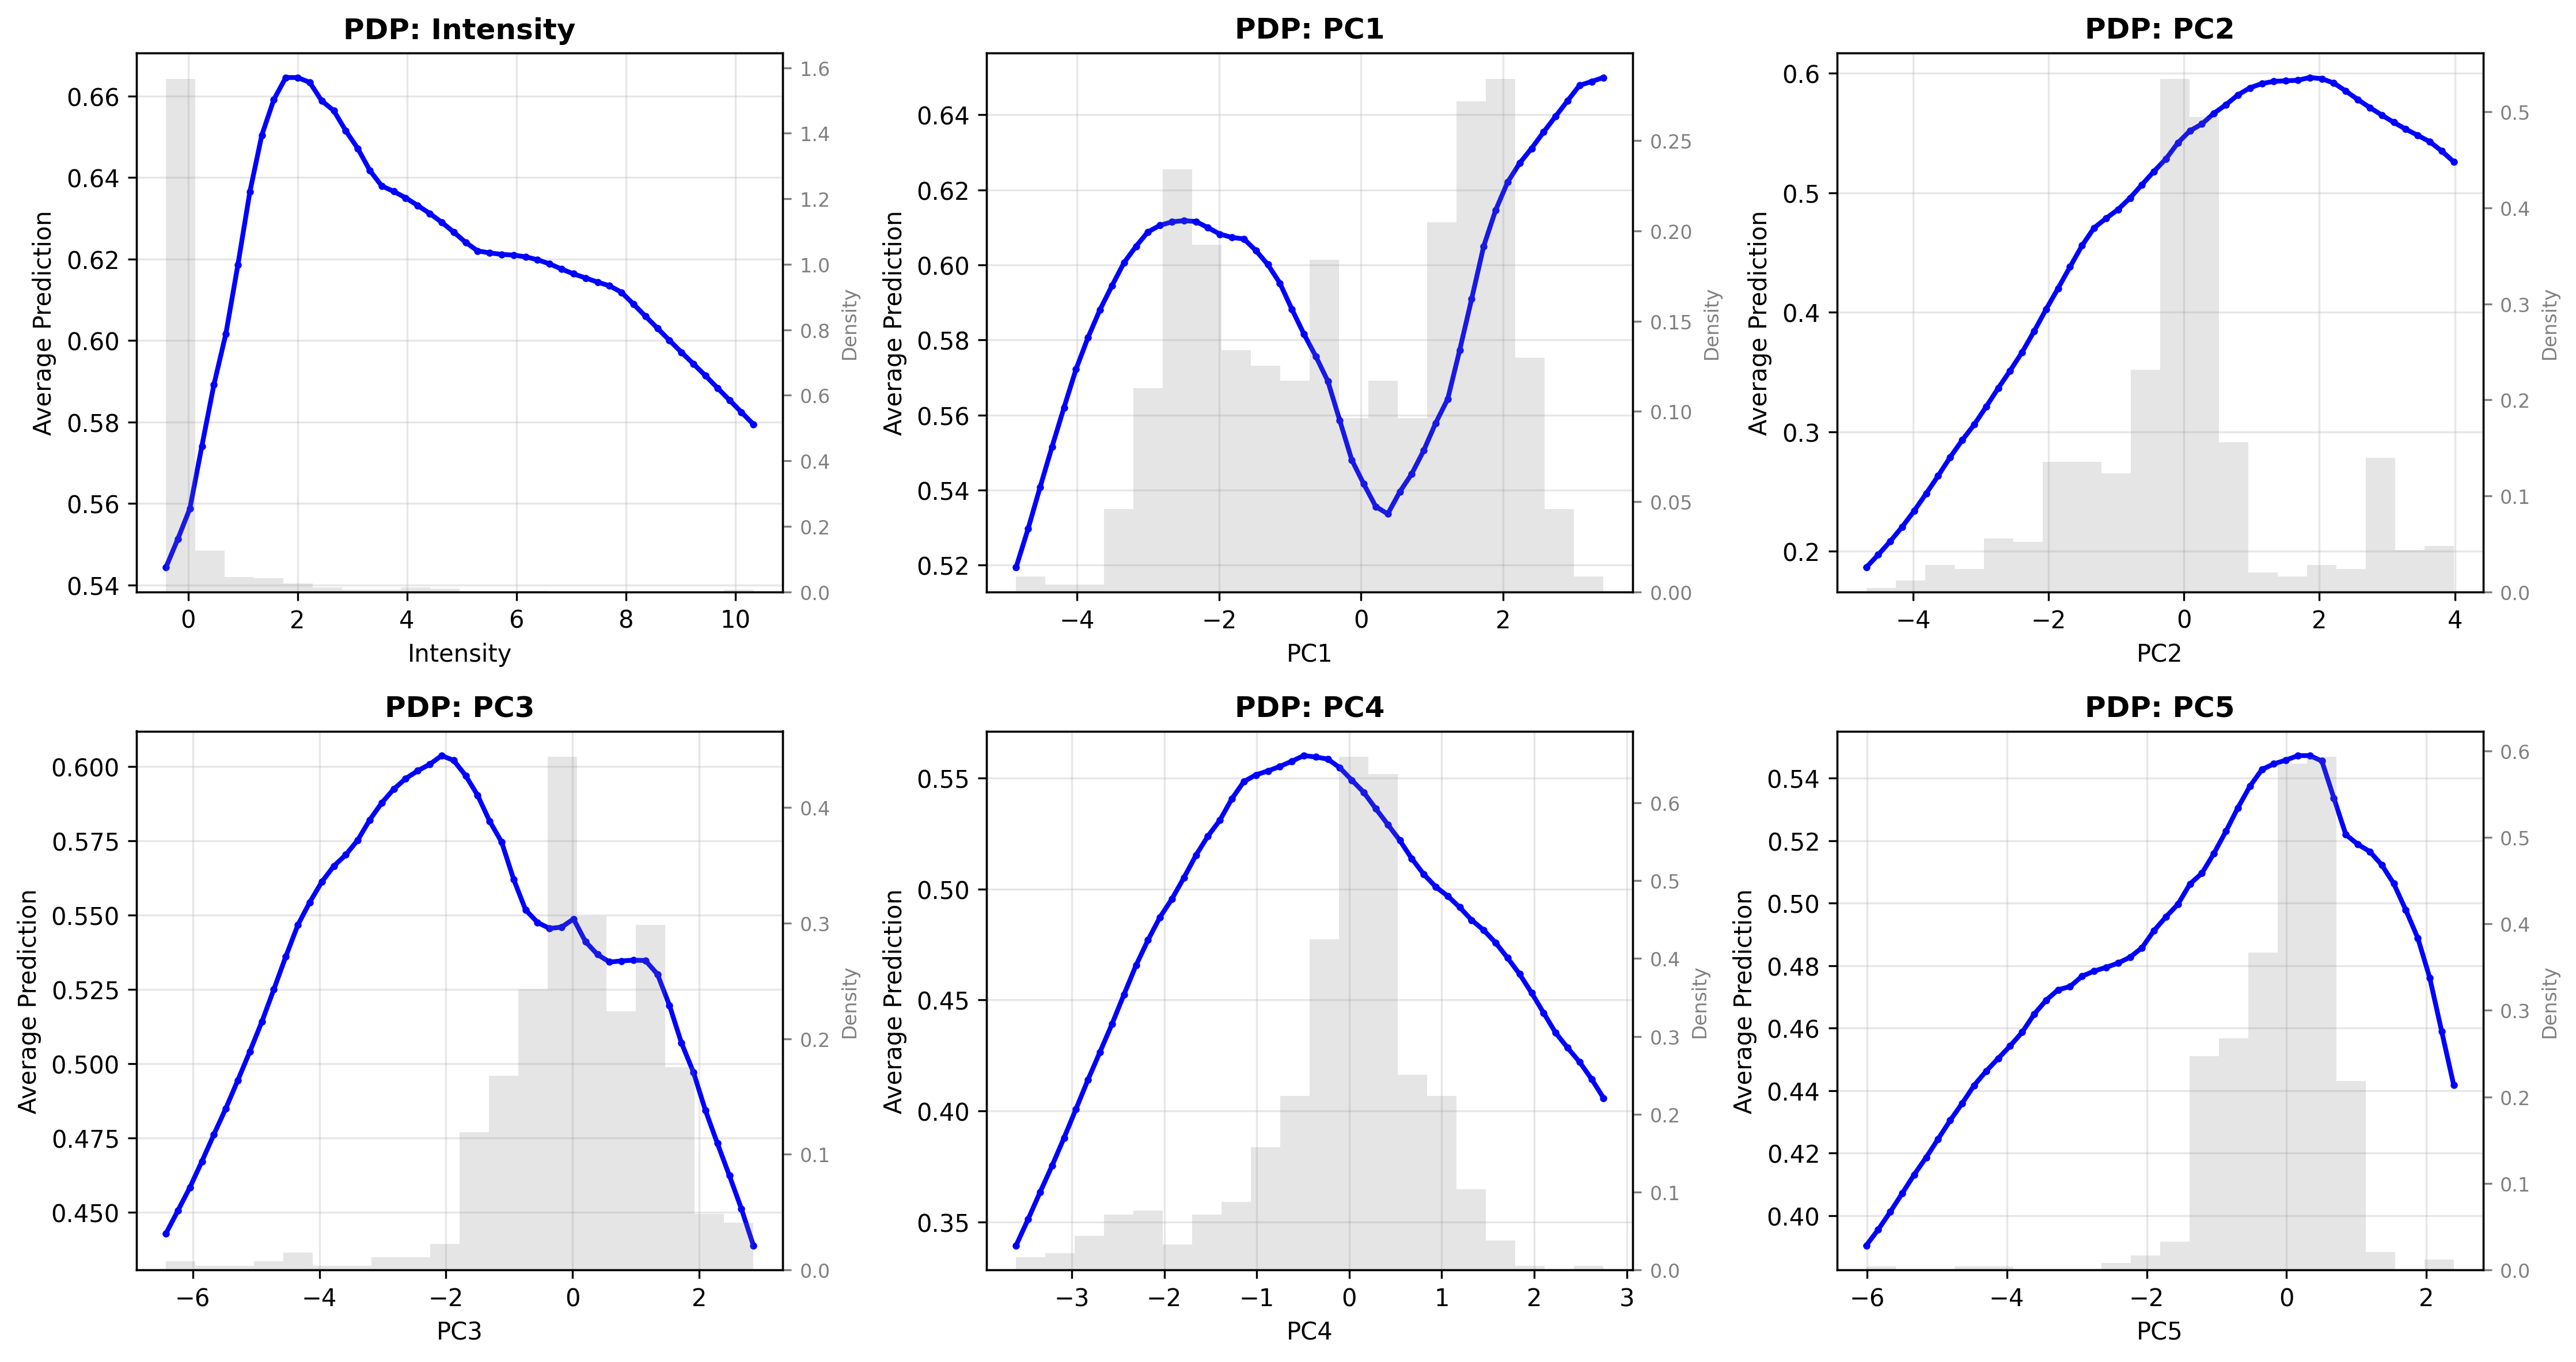 PDP: Intensity
Average Prediction
0.66
0.64
0.62
0.60
0.58
0.56
0.54
1.6
1.4
1.2
1.0
0.8
0.6
0.4
0.2
0.0
Density
0 2 4 6 8 10
Intensity
PDP: PC1
Average Prediction
0.64
0.62
0.60
0.58
0.56
0.54
0.52
0.25
0.20
0.15
0.10
0.05
0.00
Density
−4 −2 0 2
PC1
PDP: PC2
Average Prediction
0.6
0.5
0.4
0.3
0.2
0.5
0.4
0.3
0.2
0.1
0.0
Density
−4 −2 0 2 4
PC2
PDP: PC3
Average Prediction
0.600
0.575
0.550
0.525
0.500
0.475
0.450
0.4
0.3
0.2
0.1
0.0
Density
−6 −4 −2 0 2
PC3
PDP: PC4
Average Prediction
0.55
0.50
0.45
0.40
0.35
0.6
0.5
0.4
0.3
0.2
0.1
0.0
Density
−3 −2 −1 0 1 2 3
PC4
PDP: PC5
Average Prediction
0.54
0.52
0.50
0.48
0.46
0.44
0.42
0.40
0.6
0.5
0.4
0.3
0.2
0.1
0.0
Density
−6 −4 −2 0 2
PC5